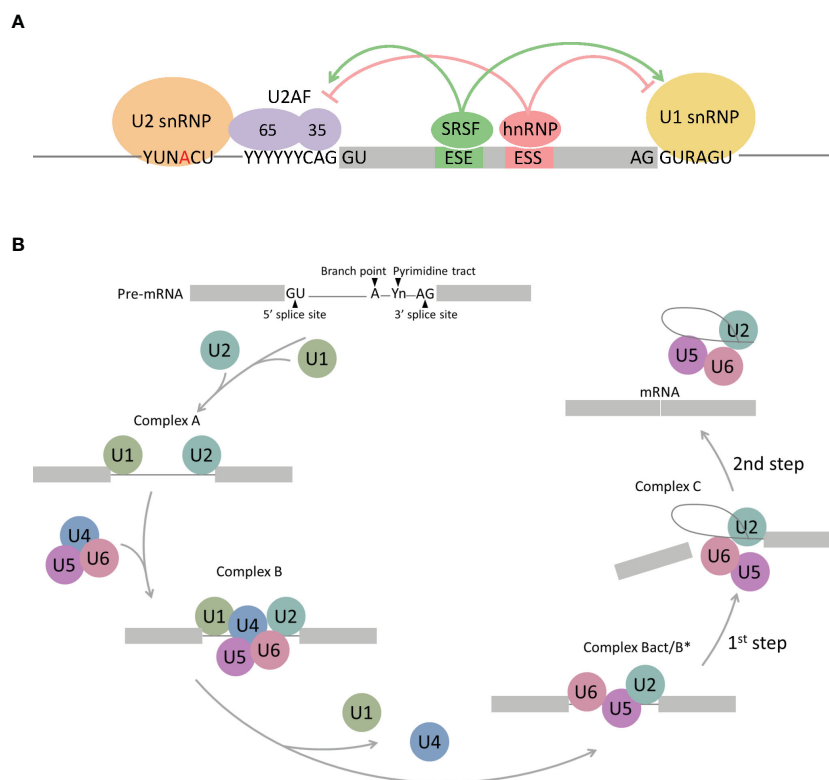 A
U2AF
U2 snRNP
65
35
SRSF
hnRNP
U1 snRNP
YUNACU
YYYYYYCAG
GU
ESE
ESS
AG
GURAGU
B
Branch point
Pyrimidine tract
Pre-mRNA
GU
A
Yn
AG
5' splice site
3' splice site
U2
U1
Complex A
U1
U2
U4
U5
U6
Complex B
U1
U4
U2
U5
U6
U1
U4
Complex Bact/B*
U6
U5
U2
1st step
Complex C
U2
U6
U5
2nd step
mRNA
U2
U5
U6